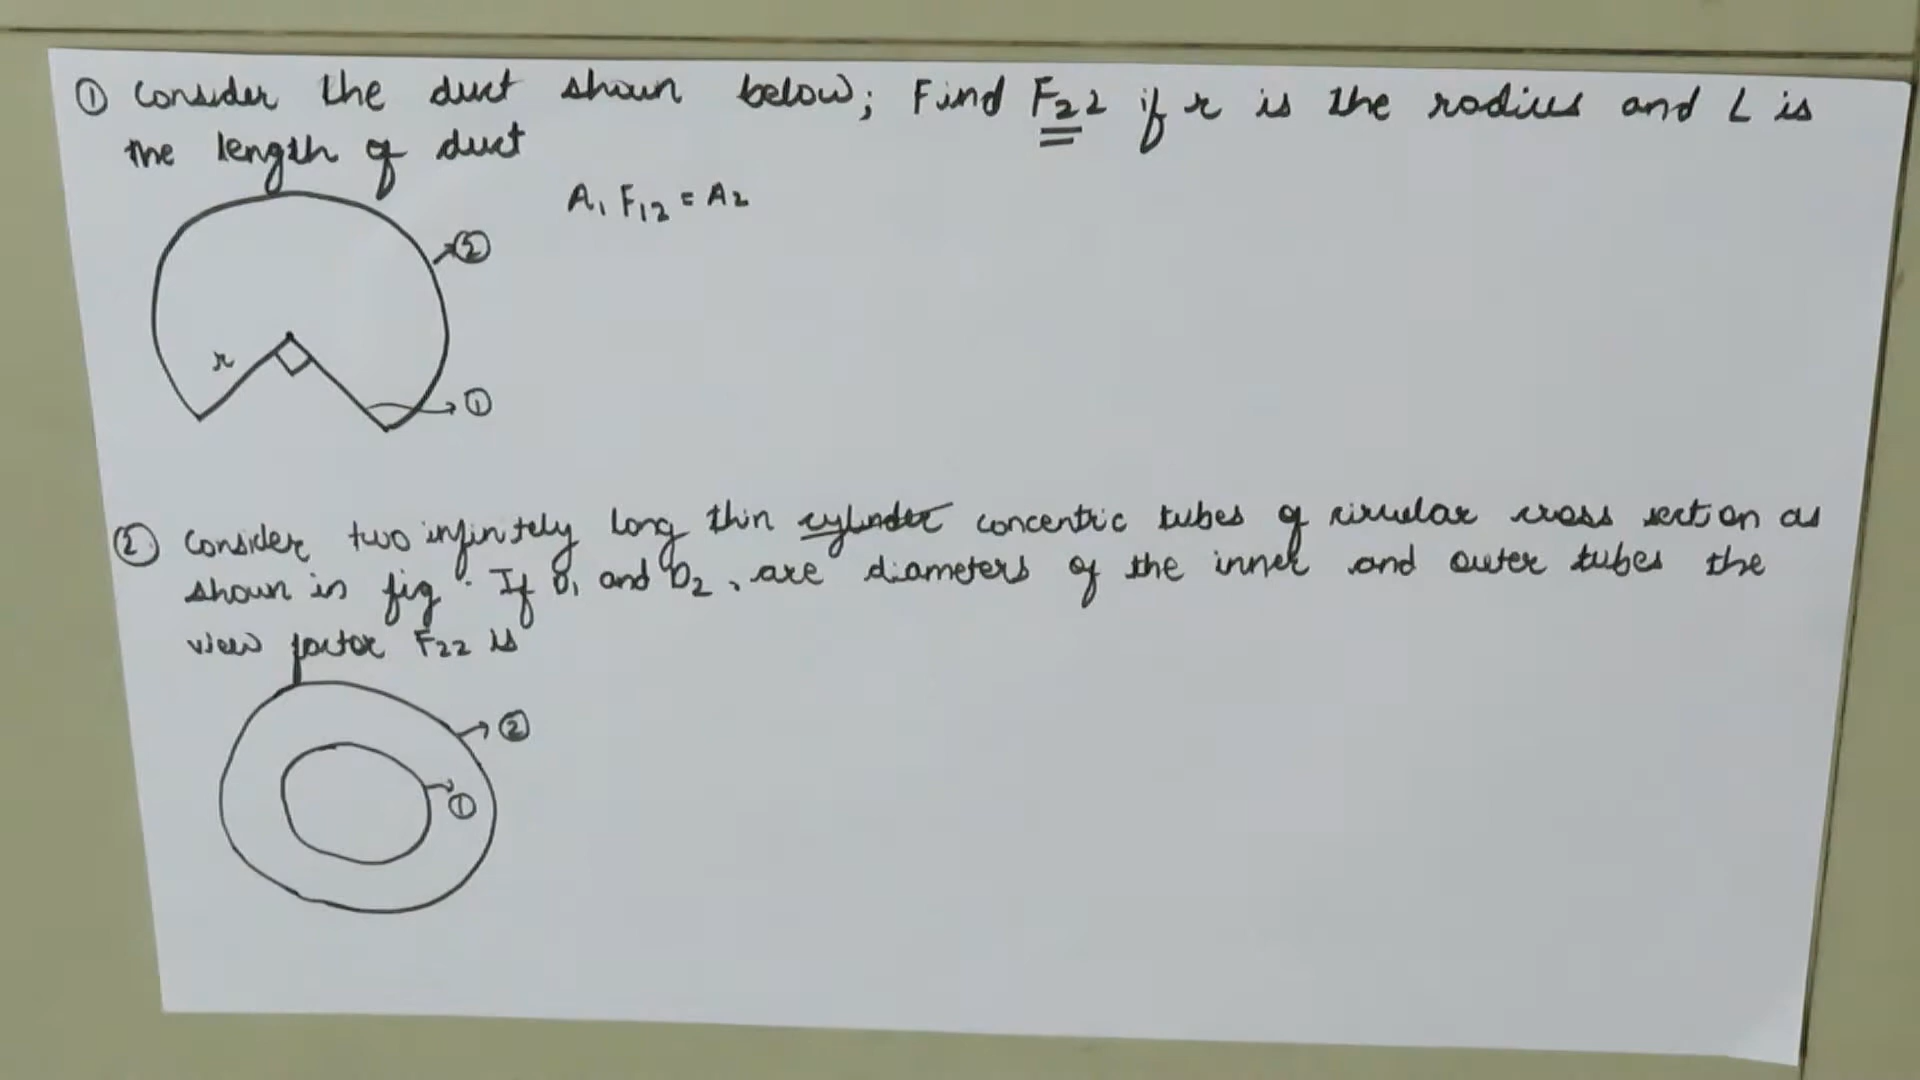 ① Consider the duct shown below; Find F22 if r is the radius and L is
the length of duct
A1 F12 = A2
②
r
①
② Consider two infinitely long thin cylinder concentric tubes of circular cross section as
shown in fig. If D1 and D2, are diameters of the inner and outer tubes the
view factor F22 is
②
①